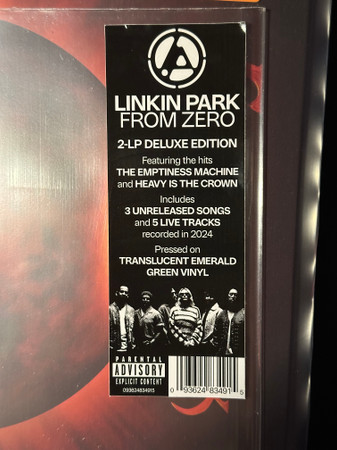 LINKIN PARK
FROM ZERO
2-LP DELUXE EDITION
Featuring the hits
THE EMPTINESS MACHINE
and HEAVY IS THE CROWN
Includes
3 UNRELEASED SONGS
and 5 LIVE TRACKS
recorded in 2024
Pressed on
TRANSLUCENT EMERALD
GREEN VINYL
PARENTAL
ADVISORY
EXPLICIT CONTENT
093624834915
0 93624 83491 5